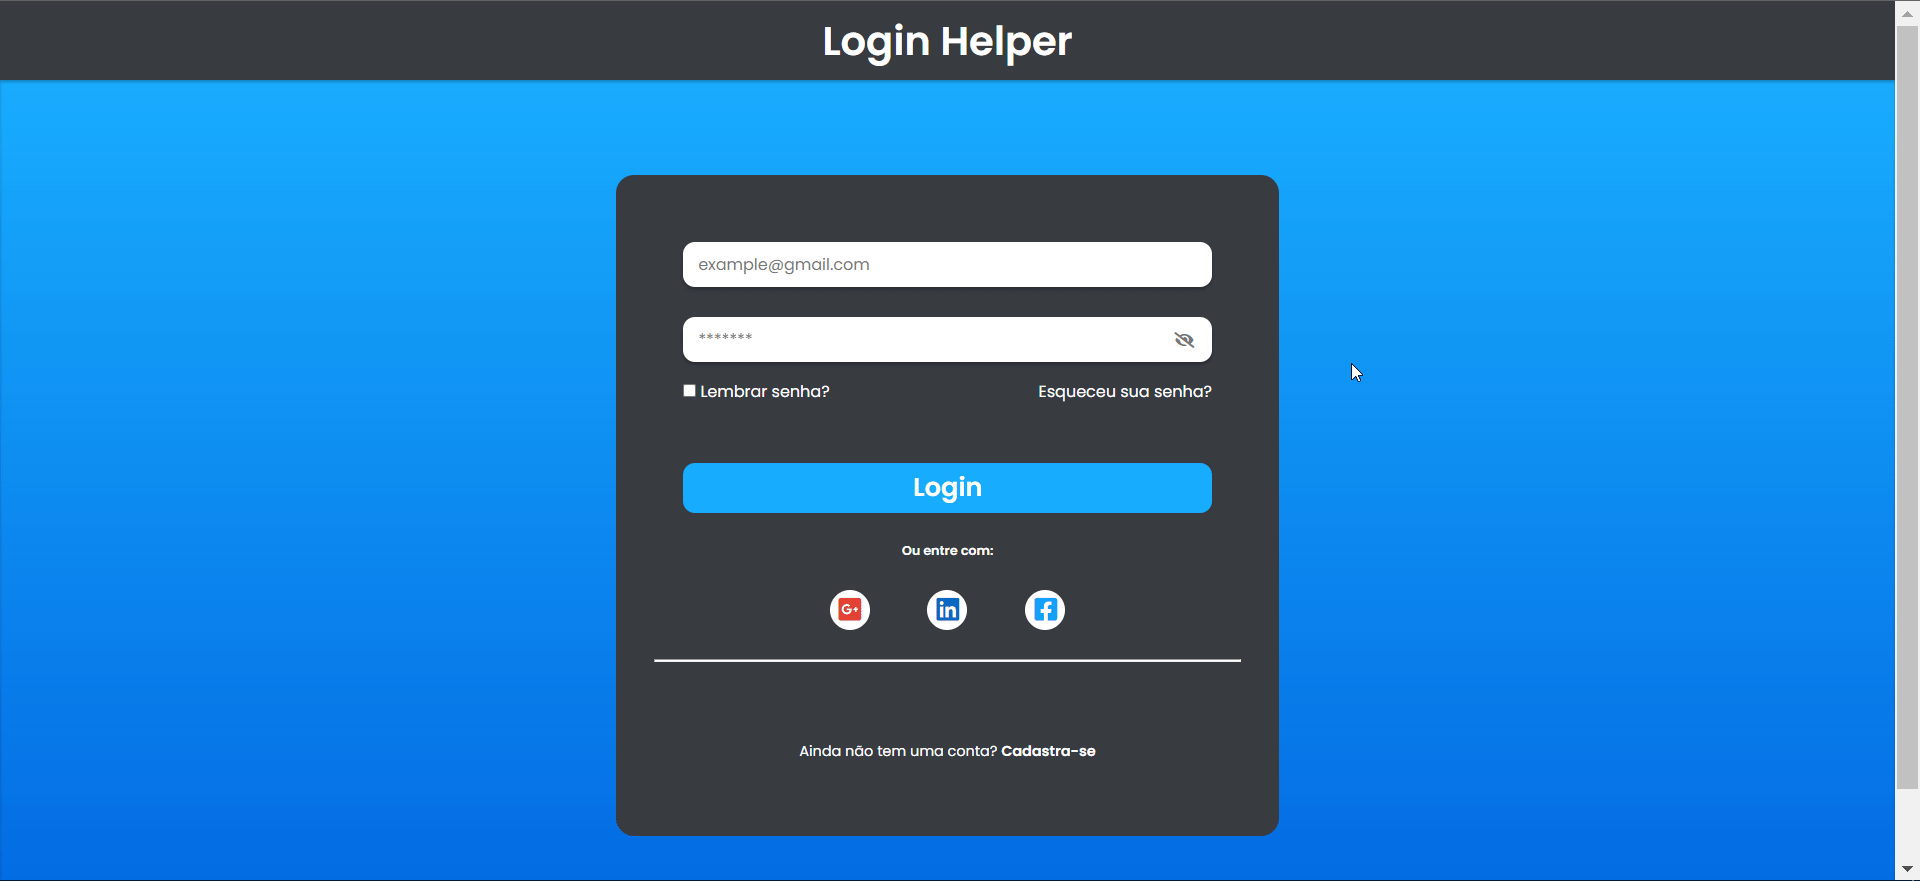 Login Helper
example@gmail.com
*******
Lembrar senha? Esqueceu sua senha?
Login
Ou entre com:
G+ in f
Ainda não tem uma conta? Cadastra-se